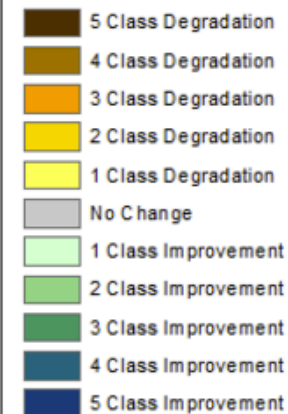 5 Class Degradation
4 Class Degradation
3 Class Degradation
2 Class Degradation
1 Class Degradation
No Change
1 Class Improvement
2 Class Improvement
3 Class Improvement
4 Class Improvement
5 Class Improvement